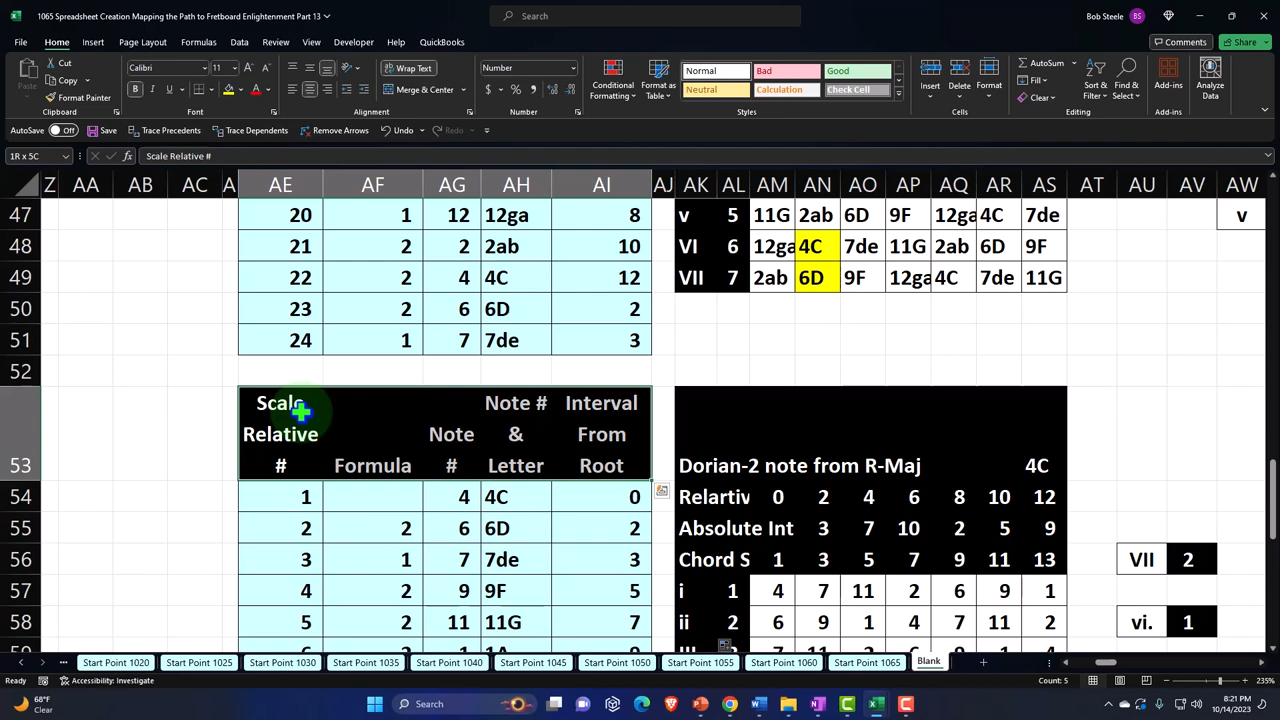 1065 Spreadsheet Creation Mapping the Path to Fretboard Enlightenment Part 13
Search
Bob Steele BS
File Home Insert Page Layout Formulas Data Review View Developer Automate Help QuickBooks
Comments Share
Cut
Copy
Format Painter
Paste
Clipboard
Calibri 11
Font
Wrap Text
Merge & Center
Alignment
Number
Number
Conditional Formatting
Format as Table
Normal Bad Good
Neutral Calculation Check Cell
Styles
Insert Delete Format
Cells
AutoSum
Fill
Clear
Sort & Filter
Find & Select
Editing
Add-ins
Add-ins
Analyze Data
AutoSave Off Save Trace Precedents Trace Dependents Remove Arrows Undo Redo
1R x 5C fx Scale Relative #
Z AA AB AC A AE AF AG AH AI AJ AK AL AM AN AO AP AQ AR AS AT AU AV AW
47 20 1 12 12ga 8 v 5 11G 2ab 6D 9F 12ga 4C 7de v
48 21 2 2 2ab 10 VI 6 12ga 4C 7de 11G 2ab 6D 9F
49 22 2 4 4C 12 VII 7 2ab 6D 9F 12ga 4C 7de 11G
50 23 2 6 6D 2
51 24 1 7 7de 3
52
53 Scale Relative # Formula Note # Note # & Letter Interval From Root Dorian-2 note from R-Maj 4C
54 1 4 4C 0 Relartiv 0 2 4 6 8 10 12
55 2 2 6 6D 2 Absolute Int 3 7 10 2 5 9
56 3 1 7 7de 3 Chord S 1 3 5 7 9 11 13 VII 2
57 4 2 9 9F 5 i 1 4 7 11 2 6 9 1
58 5 2 11 11G 7 ii 2 6 9 1 4 7 11 2 vi. 1
Start Point 1020 Start Point 1025 Start Point 1030 Start Point 1035 Start Point 1040 Start Point 1045 Start Point 1050 Start Point 1055 Start Point 1060 Start Point 1065 Blank
Ready Accessibility: Investigate Count: 5 235%
68°F
Clear
Search
8:21 PM
10/14/2023